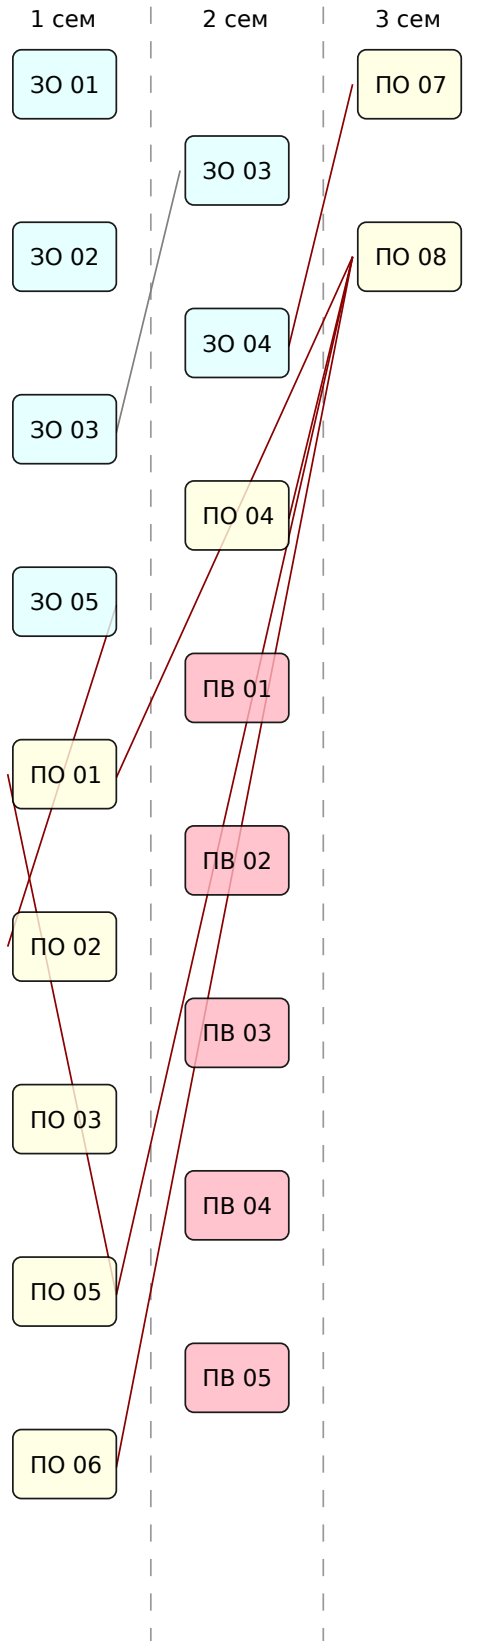 1 сем
2 сем
3 сем
ЗО 01
ЗО 02
ЗО 03
ЗО 05
ПО 01
ПО 02
ПО 03
ПО 05
ПО 06
ЗО 03
ЗО 04
ПО 04
ПВ 01
ПВ 02
ПВ 03
ПВ 04
ПВ 05
ПО 07
ПО 08